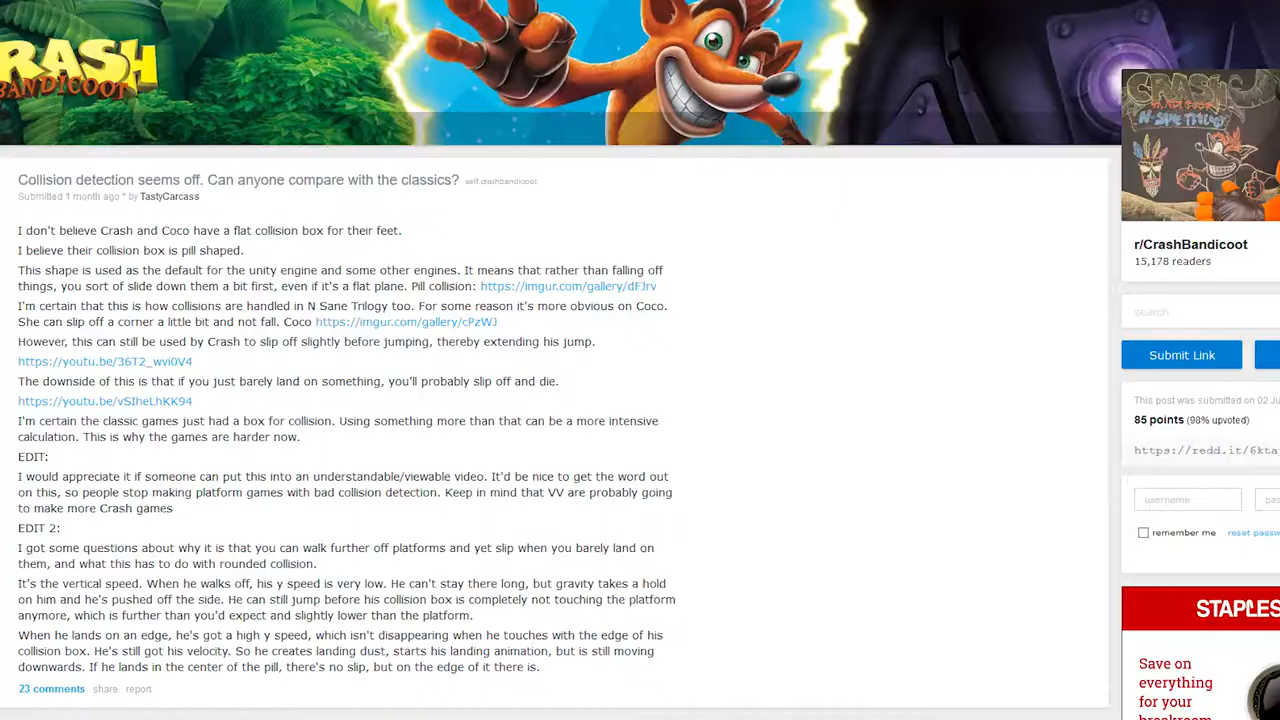 CRASH
BANDICOOT
CRASH
BANDICOOT
N-SANE TRILOGY
Collision detection seems off. Can anyone compare with the classics? self.crashbandicoot
Submitted 1 month ago * by TastyCarcass
I don't believe Crash and Coco have a flat collision box for their feet.
I believe their collision box is pill shaped.
This shape is used as the default for the unity engine and some other engines. It means that rather than falling off
things, you sort of slide down them a bit first, even if it's a flat plane. Pill collision: https://imgur.com/gallery/dFJrv
I'm certain that this is how collisions are handled in N Sane Trilogy too. For some reason it's more obvious on Coco.
She can slip off a corner a little bit and not fall. Coco https://imgur.com/gallery/cPzWJ
However, this can still be used by Crash to slip off slightly before jumping, thereby extending his jump.
https://youtu.be/36T2_wvi0V4
The downside of this is that if you just barely land on something, you'll probably slip off and die.
https://youtu.be/vSIheLhKK94
I'm certain the classic games just had a box for collision. Using something more than that can be a more intensive
calculation. This is why the games are harder now.
EDIT:
I would appreciate it if someone can put this into an understandable/viewable video. It'd be nice to get the word out
on this, so people stop making platform games with bad collision detection. Keep in mind that VV are probably going
to make more Crash games
EDIT 2:
I got some questions about why it is that you can walk further off platforms and yet slip when you barely land on
them, and what this has to do with rounded collision.
It's the vertical speed. When he walks off, his y speed is very low. He can't stay there long, but gravity takes a hold
on him and he's pushed off the side. He can still jump before his collision box is completely not touching the platform
anymore, which is further than you'd expect and slightly lower than the platform.
When he lands on an edge, he's got a high y speed, which isn't disappearing when he touches with the edge of his
collision box. He's still got his velocity. So he creates landing dust, starts his landing animation, but is still moving
downwards. If he lands in the center of the pill, there's no slip, but on the edge of it there is.
23 comments share report
r/CrashBandicoot
15,178 readers
search
Submit Link
This post was submitted on 02 Ju
85 points (98% upvoted)
https://redd.it/6kta
username pas
remember me reset passw
STAPLES
Save on
everything
for your
breakroom